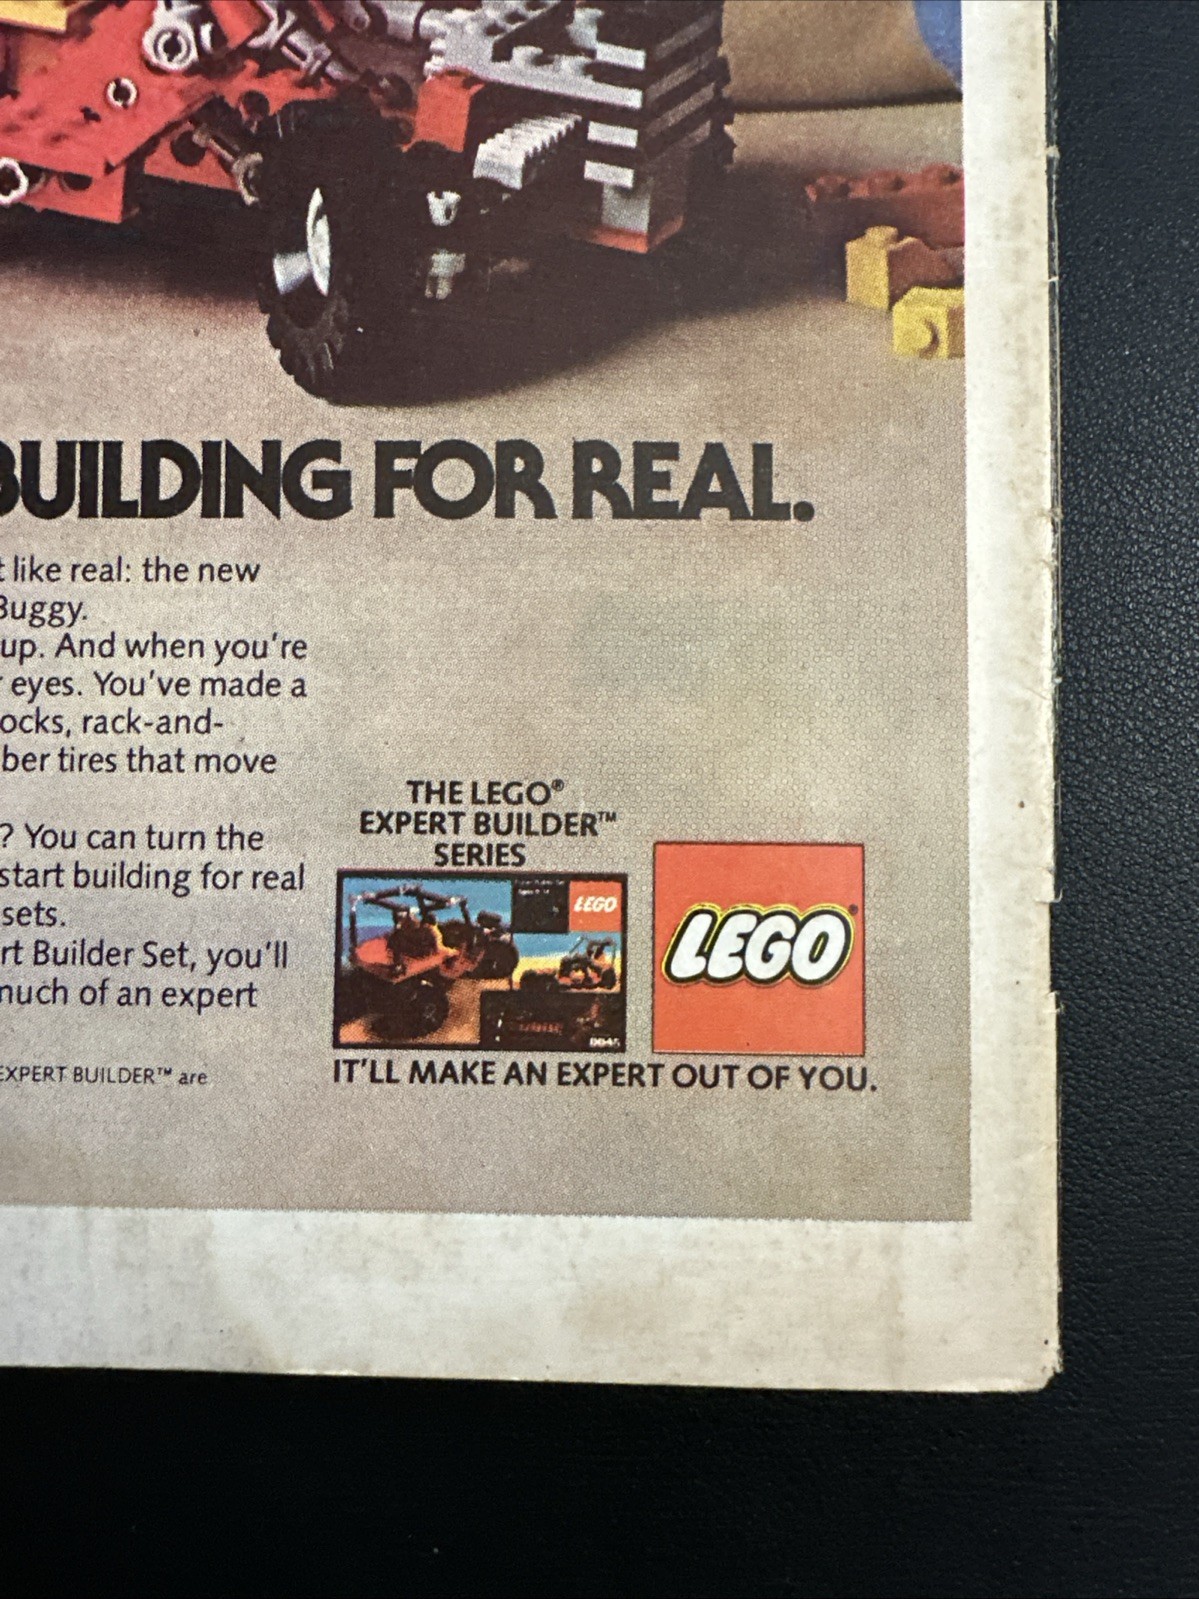 BUILDING FOR REAL.
t like real: the new
Buggy.
up. And when you're
r eyes. You've made a
ocks, rack-and-
ber tires that move
? You can turn the
start building for real
sets.
rt Builder Set, you'll
much of an expert
EXPERT BUILDER™ are
THE LEGO®
EXPERT BUILDER™
SERIES
LEGO
8845
LEGO®
IT'LL MAKE AN EXPERT OUT OF YOU.